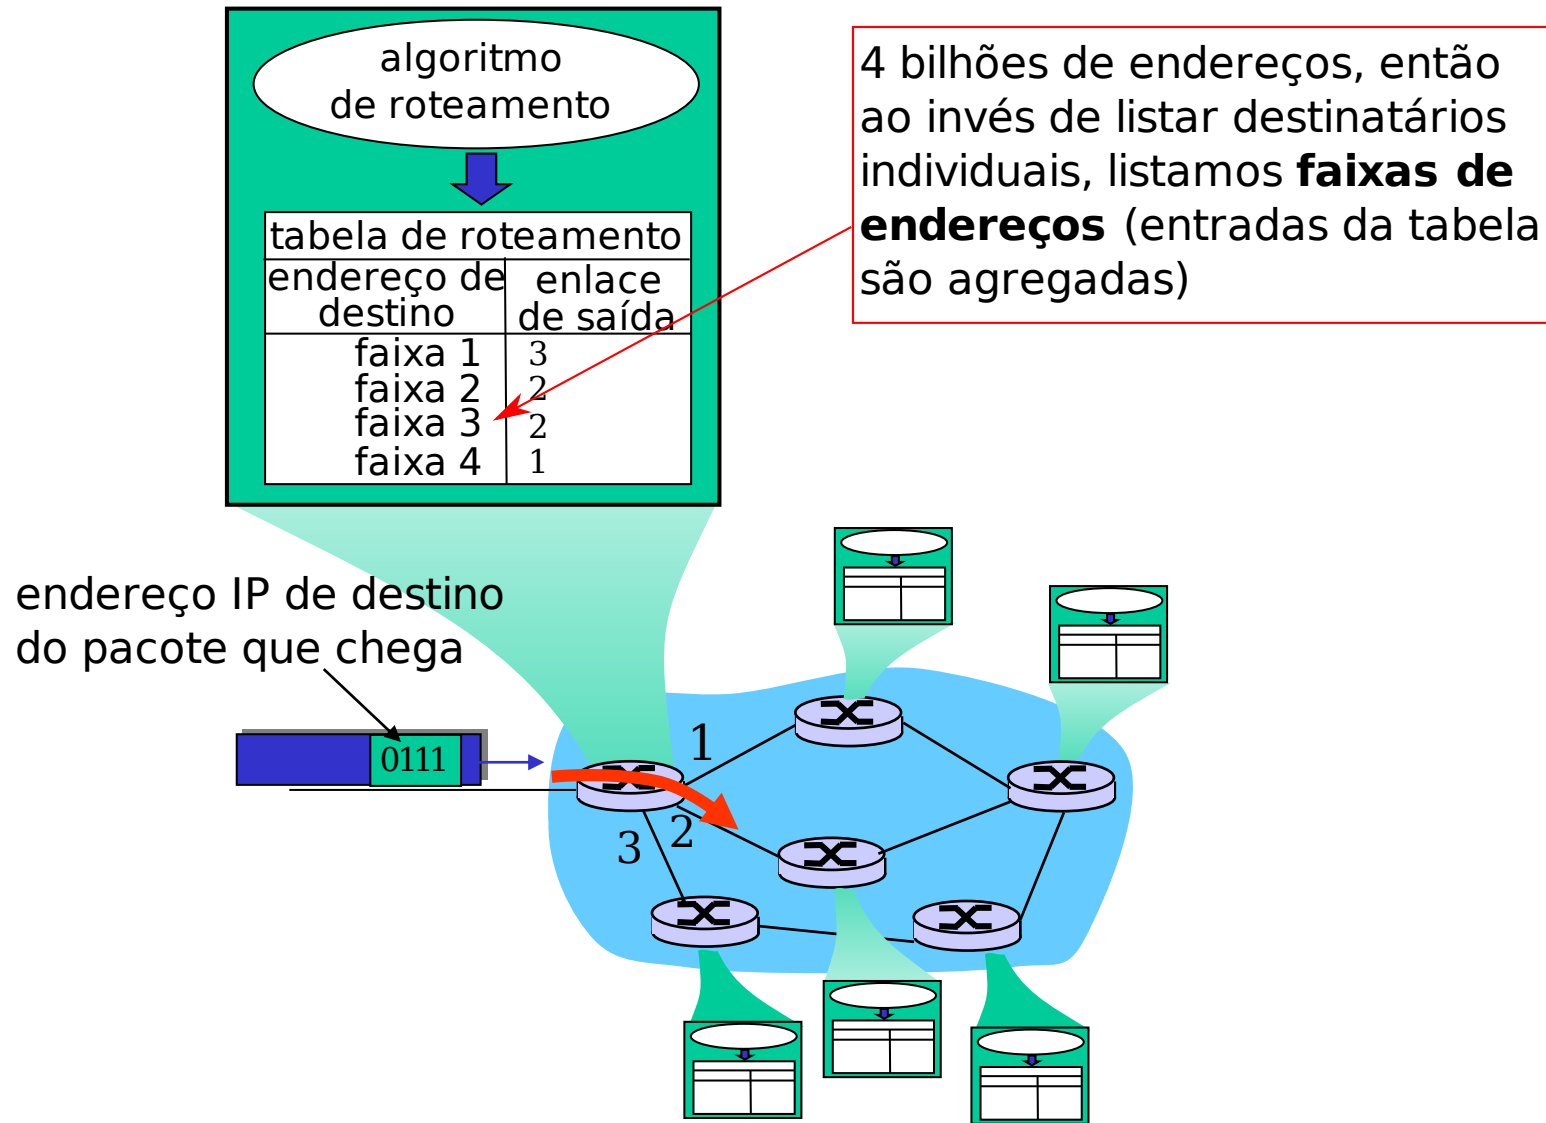 algoritmo
de roteamento
4 bilhões de endereços, então
ao invés de listar destinatários
individuais, listamos faixas de
endereços (entradas da tabela
são agregadas)
tabela de roteamento
endereço de
destino
enlace
de saída
faixa 1 3
faixa 2 2
faixa 3 2
faixa 4 1
endereço IP de destino
do pacote que chega
0111
1
2
3